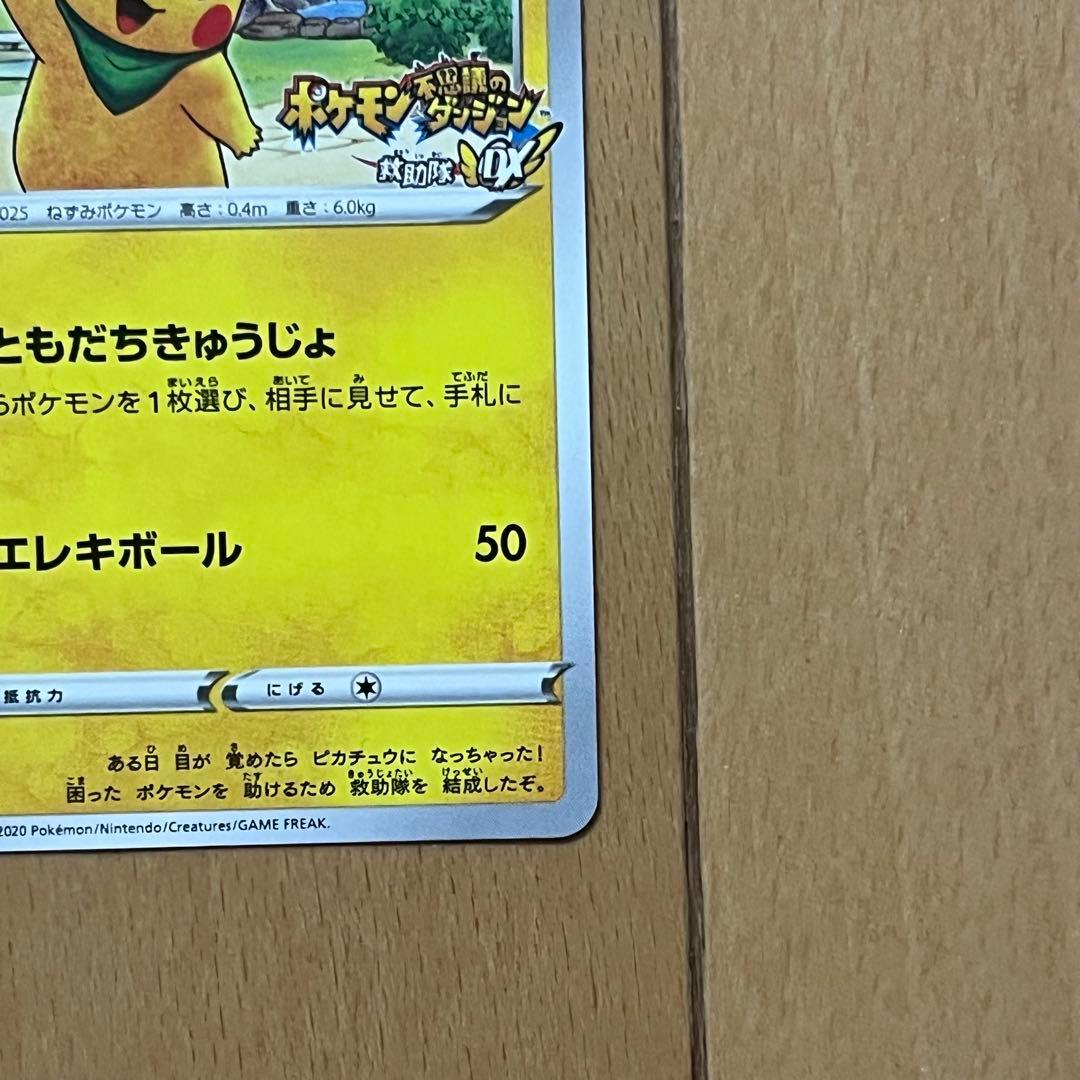 ポケモン不思議のダンジョン™
救助隊DX
025 ねずみポケモン 高さ:0.4m 重さ:6.0kg
ともだちきゅうじょ
らポケモンを1枚選び、相手に見せて、手札に
エレキボール 50
抵抗力 にげる
ある日 目が 覚めたら ピカチュウに なっちゃった!
困った ポケモンを 助けるため 救助隊を 結成したぞ。
2020 Pokémon/Nintendo/Creatures/GAME FREAK.